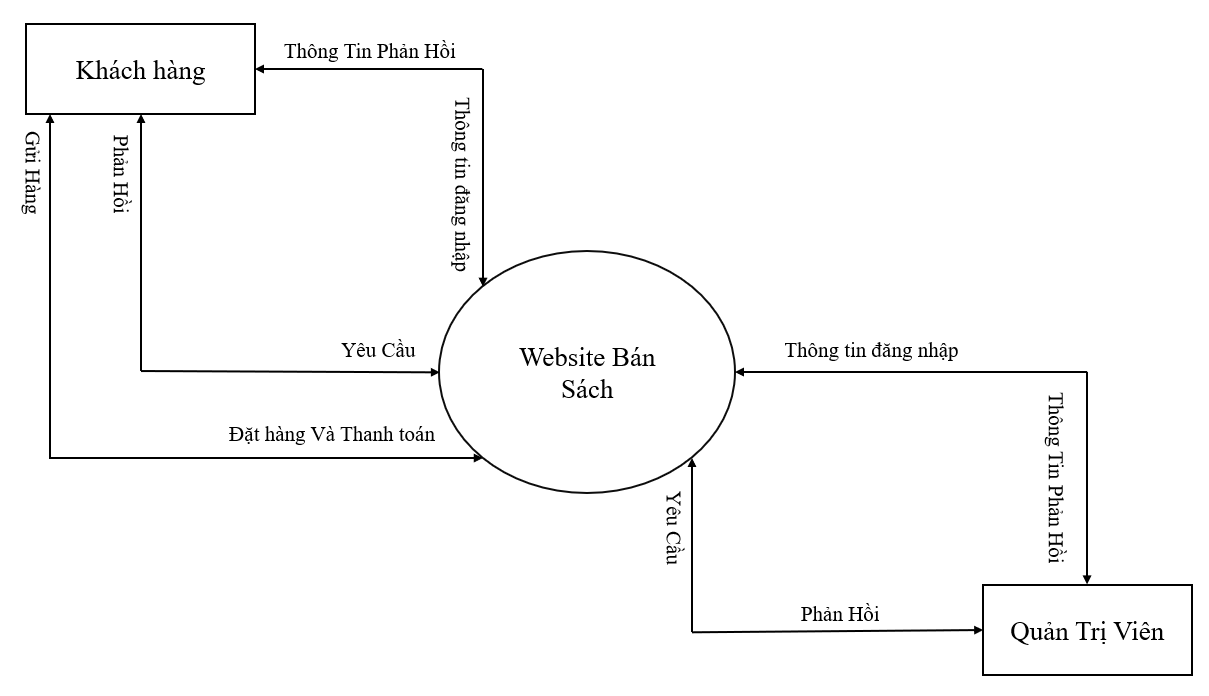 Thông Tin Phản Hồi
Khách hàng
Thông tin đăng nhập
Gửi Hàng
Phản Hồi
Yêu Cầu
Website Bán
Sách
Thông tin đăng nhập
Đặt hàng Và Thanh toán
Thông Tin Phản Hồi
Yêu Cầu
Phản Hồi
Quản Trị Viên